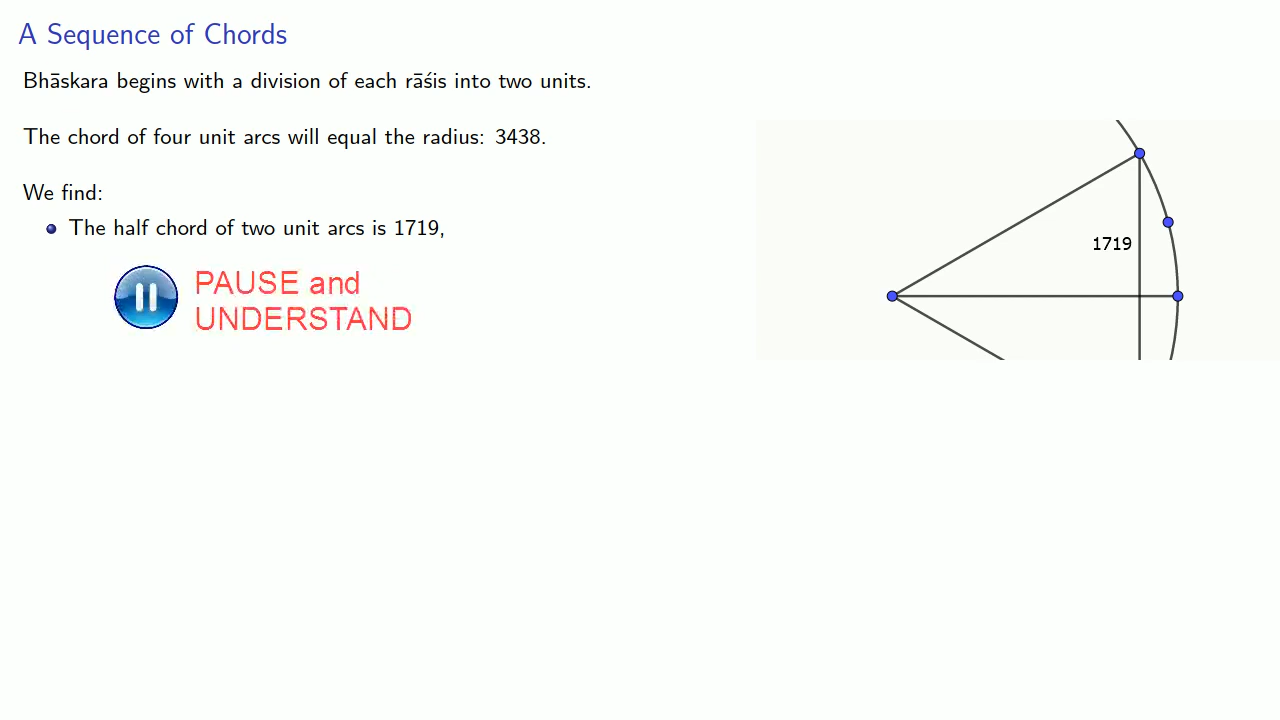 A Sequence of Chords
Bhāskara begins with a division of each rāśis into two units.
The chord of four unit arcs will equal the radius: 3438.
We find:
The half chord of two unit arcs is 1719,
1719
PAUSE and
UNDERSTAND